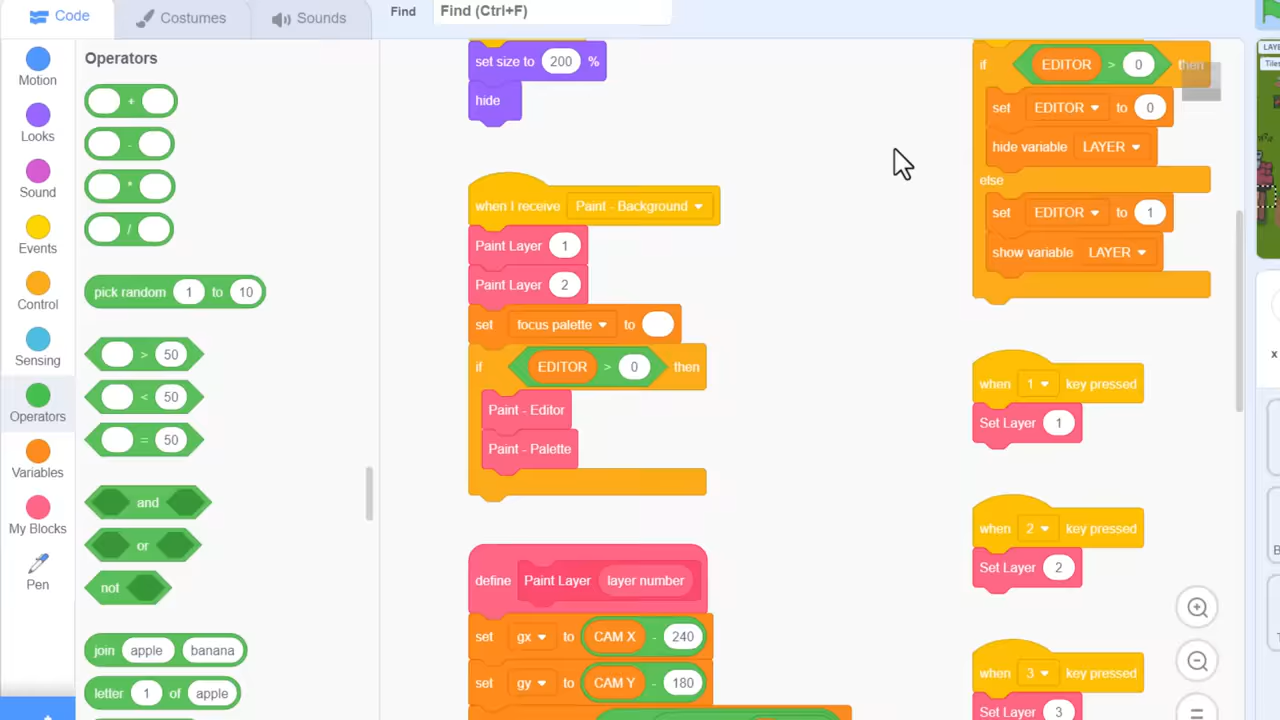 Code
Costumes
Sounds
Find
Find (Ctrl+F)
Motion
Looks
Sound
Events
Control
Sensing
Operators
Variables
My Blocks
Pen
Operators
+
-
*
/
pick random 1 to 10
> 50
< 50
= 50
and
or
not
join apple banana
letter 1 of apple
set size to 200 %
hide
when I receive Paint - Background
Paint Layer 1
Paint Layer 2
set focus palette to
if EDITOR > 0 then
Paint - Editor
Paint - Palette
define Paint Layer layer number
set gx to CAM X - 240
set gy to CAM Y - 180
if EDITOR > 0 then
set EDITOR to 0
hide variable LAYER
else
set EDITOR to 1
show variable LAYER
when 1 key pressed
Set Layer 1
when 2 key pressed
Set Layer 2
when 3 key pressed
Set Layer 3
x